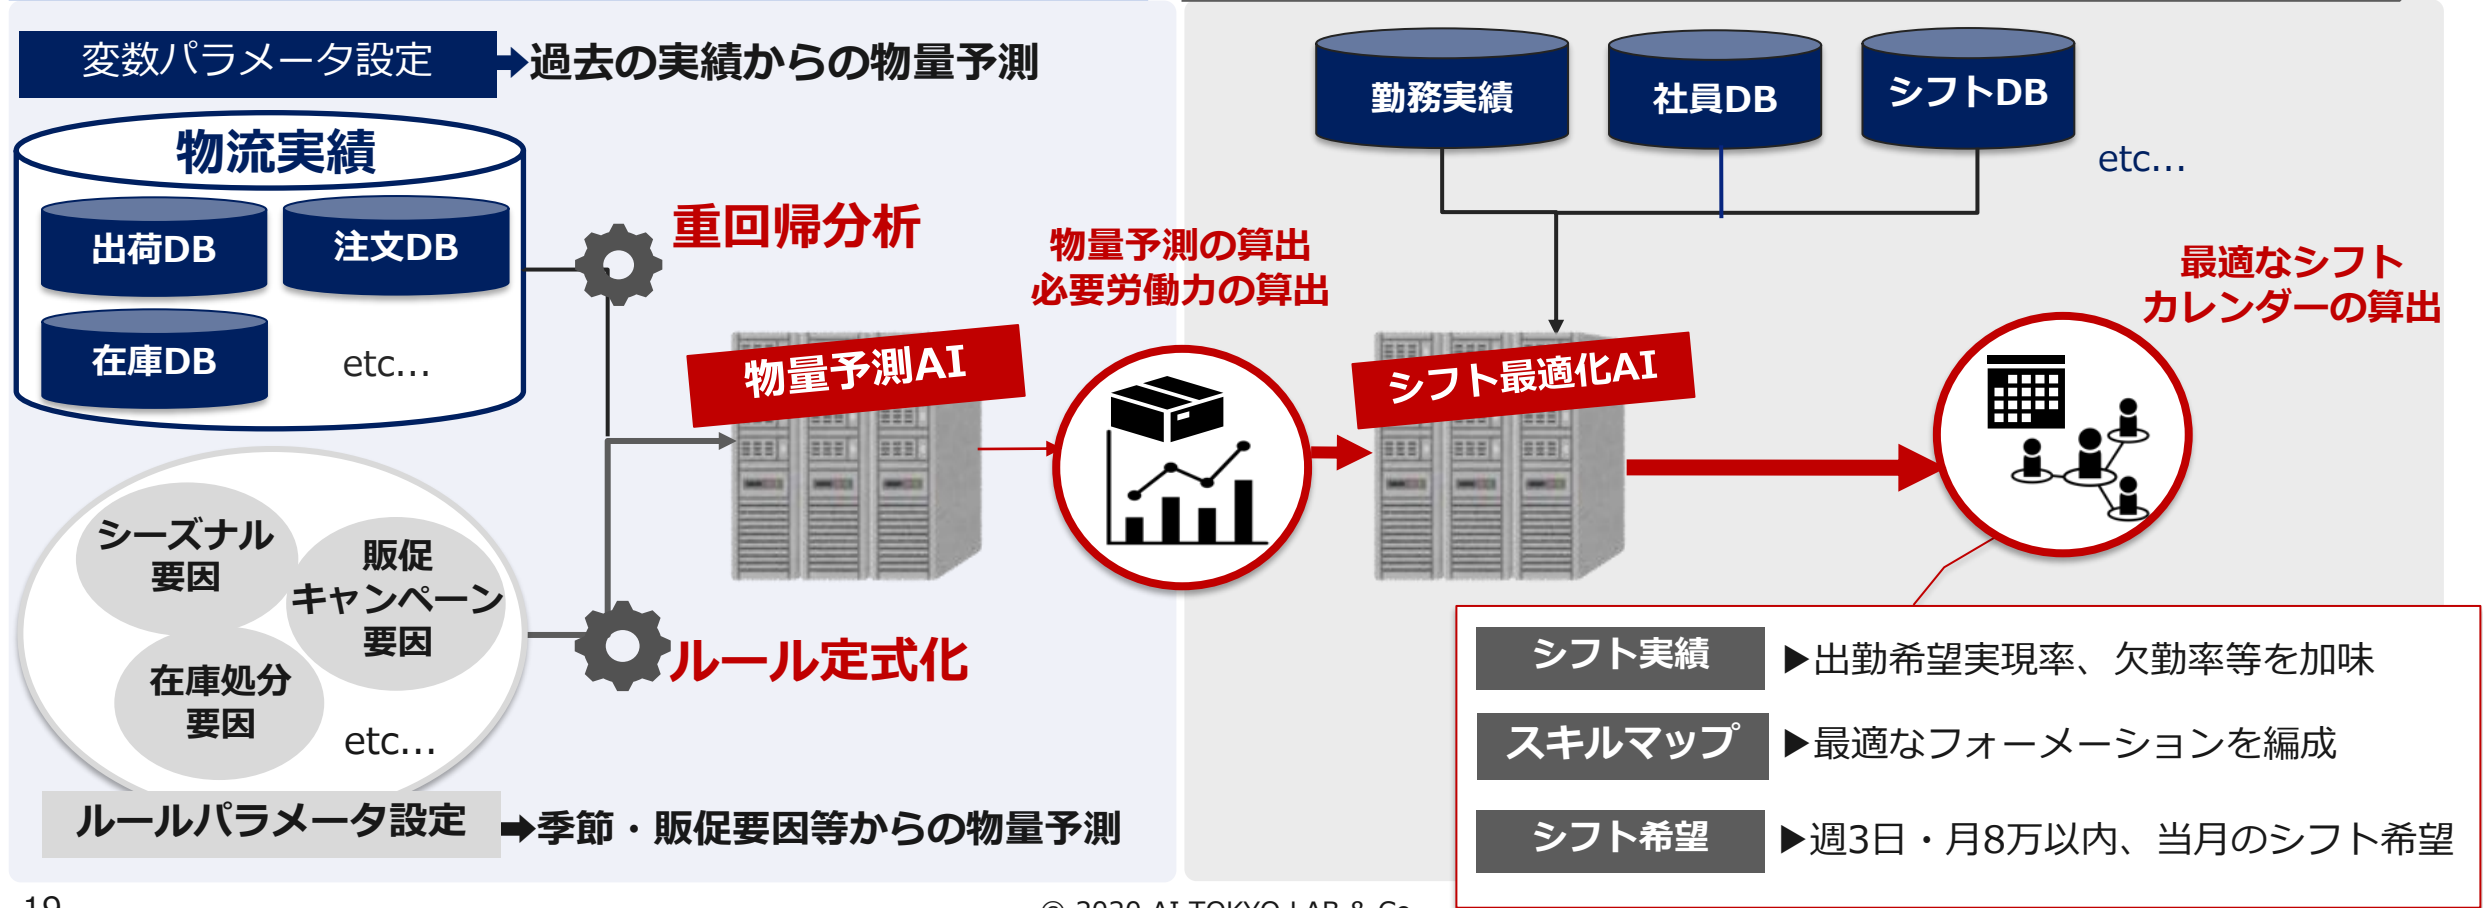 変数パラメータ設定
過去の実績からの物量予測
物流実績
出荷DB
注文DB
在庫DB
etc…
シーズナル
要因
販促
キャンペーン
要因
在庫処分
要因
etc…
ルールパラメータ設定
季節・販促要因等からの物量予測
重回帰分析
ルール定式化
物量予測AI
物量予測の算出
必要労働力の算出
勤務実績
社員DB
シフトDB
etc…
シフト最適化AI
最適なシフト
カレンダーの算出
シフト実績
▶出勤希望実現率、欠勤率等を加味
スキルマップ
▶最適なフォーメーションを編成
シフト希望
▶週3日・月8万以内、当月のシフト希望
19
© 2020 AI TOKYO LAB & Co